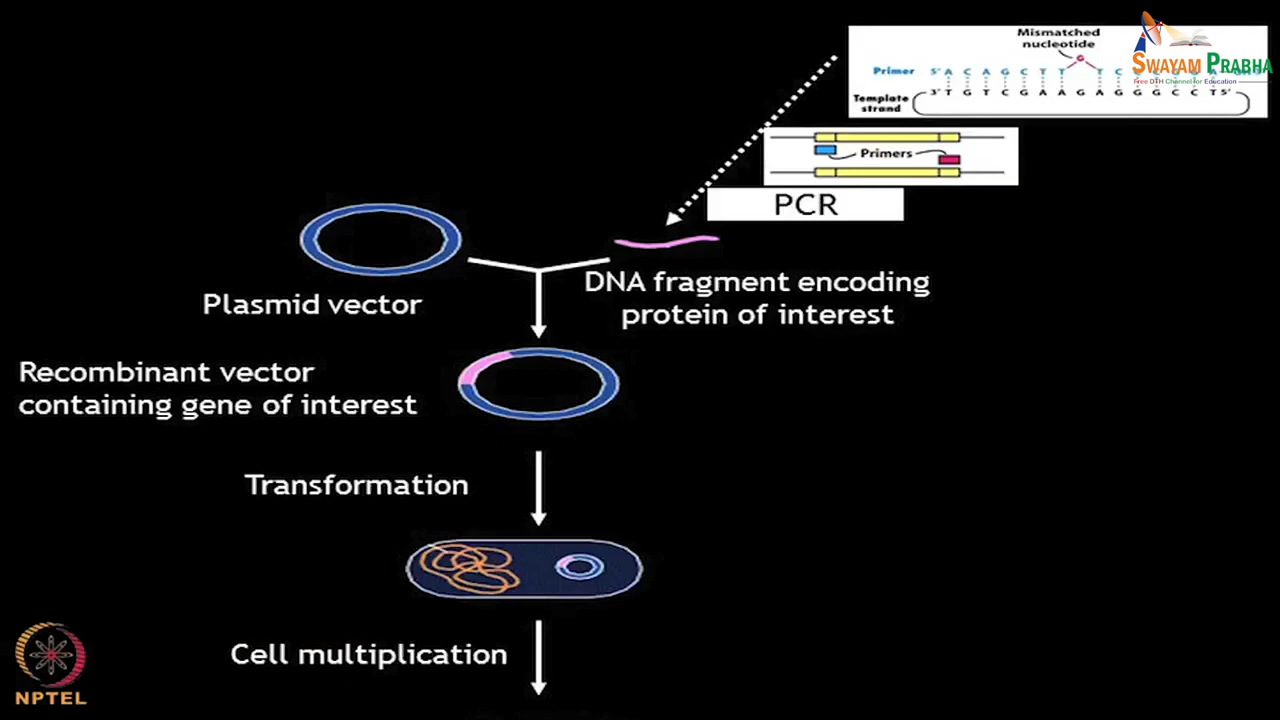 Mismatched
nucleotide
SWAYAM PRABHA
Free DTH Channel for Education
Primer 5' A C A G C T T G T C
Template
strand
3' T G T C G A A G A G G G C C T 5'
Primers
PCR
Plasmid vector
DNA fragment encoding
protein of interest
Recombinant vector
containing gene of interest
Transformation
Cell multiplication
NPTEL